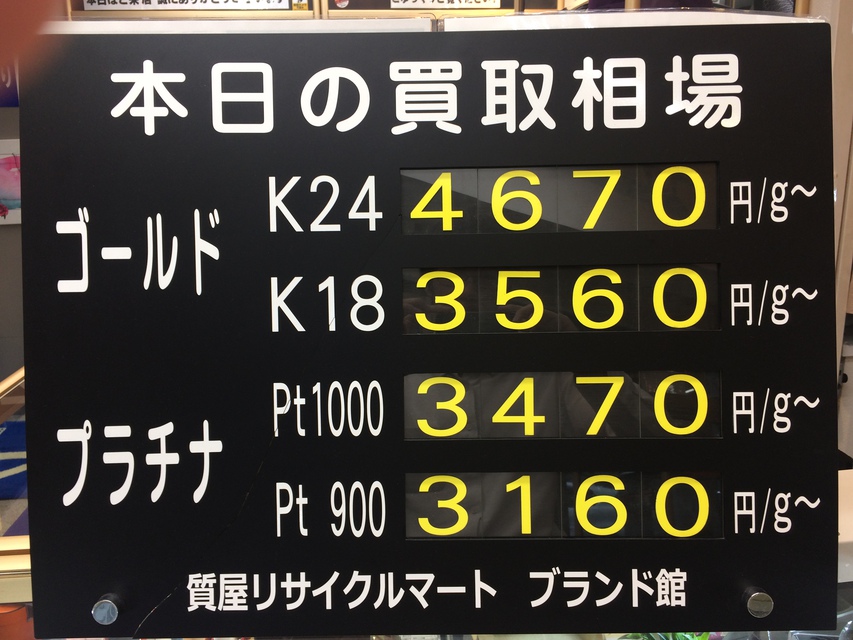 本日の買取相場
ゴールド
K24 4670 円/g～
K18 3560 円/g～
プラチナ
Pt1000 3470 円/g～
Pt 900 3160 円/g～
質屋リサイクルマート ブランド館